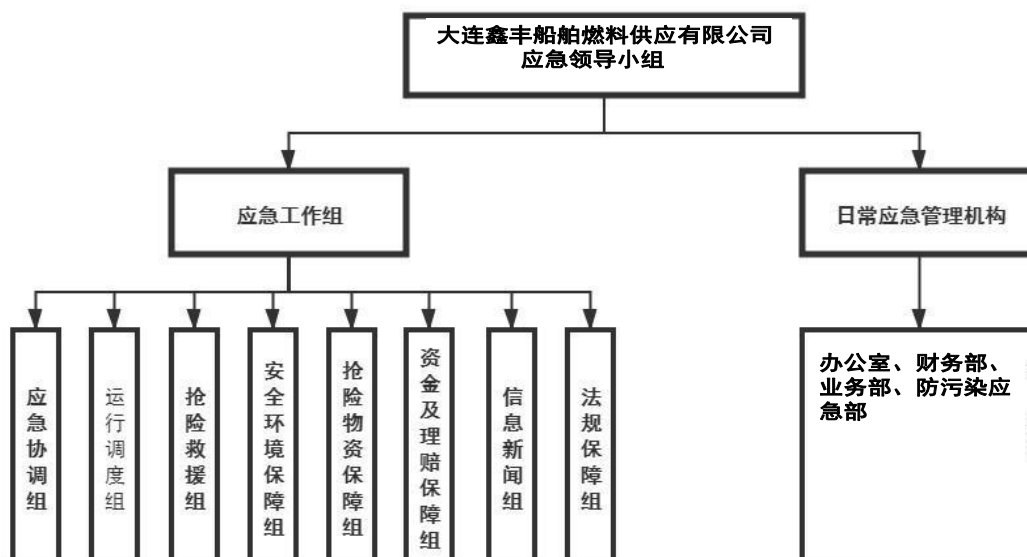 大连鑫丰船舶燃料供应有限公司
应急领导小组
应急工作组
日常应急管理机构
应急协调组
运行调度组
抢险救援组
安全环境保障组
抢险物资保障组
资金及理赔保障组
信息新闻组
法规保障组
办公室、财务部、
业务部、防污染应
急部